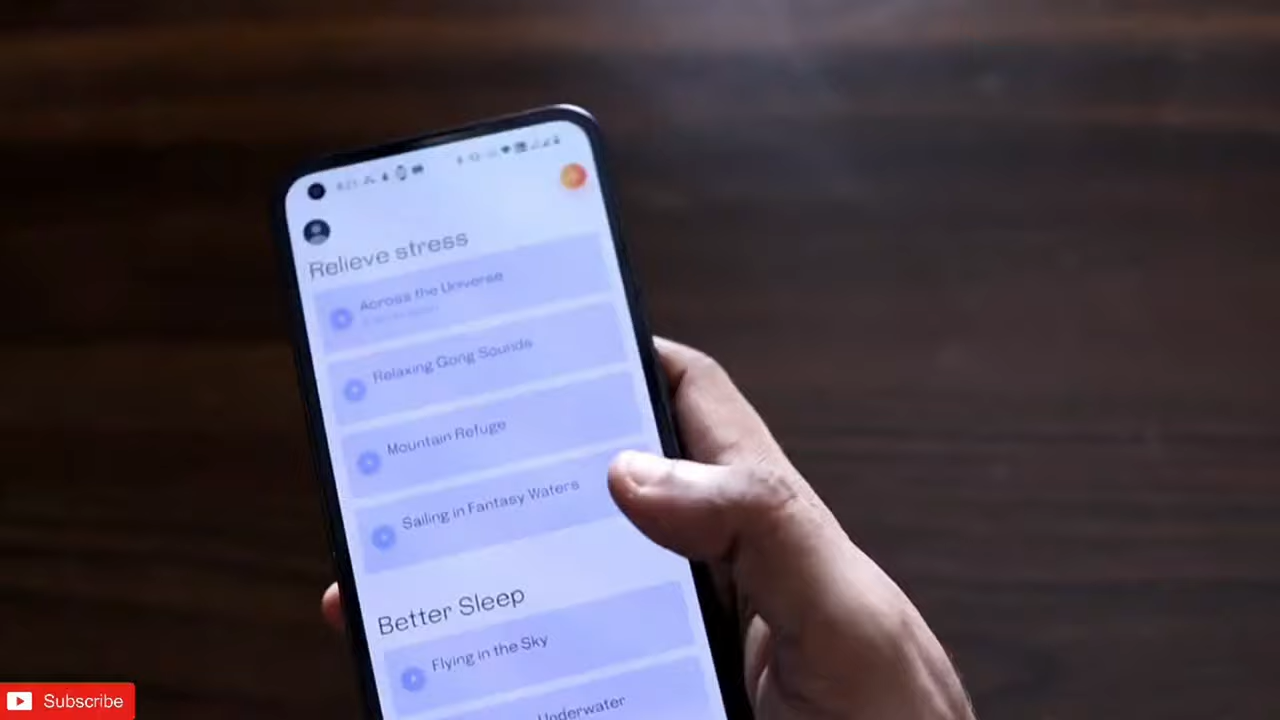 Relieve stress
Across the Universe
Relaxing Gong Sounds
Mountain Refuge
Sailing in Fantasy Waters
Better Sleep
Flying in the Sky
Underwater
Subscribe